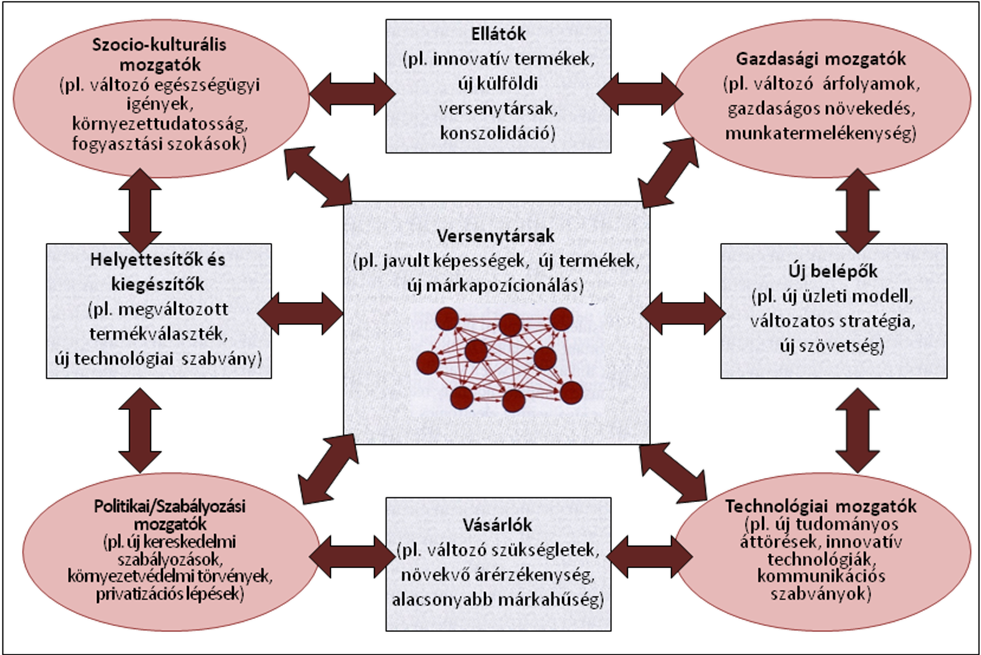 Szocio-kulturális
mozgatók
(pl. változó egészségügyi
igények,
környezettudatosság,
fogyasztási szokások)
Ellátók
(pl. innovatív termékek,
új külföldi
versenytársak,
konszolidáció)
Gazdasági mozgatók
(pl. változó árfolyamok,
gazdaságos növekedés,
munkatermelékenység)
Helyettesítők és
kiegészítők
(pl. megváltozott
termékválaszték,
új technológiai szabvány)
Versenytársak
(pl. javult képességek, új termékek,
új márkapozícionálás)
Új belépők
(pl. új üzleti modell,
változatos stratégia,
új szövetség)
Politikai/Szabályozási
mozgatók
(pl. új kereskedelmi
szabályozások,
környezetvédelmi törvények,
privatizációs lépések)
Vásárlók
(pl. változó szükségletek,
növekvő árérzékenység,
alacsonyabb márkahűség)
Technológiai mozgatók
(pl. új tudományos
áttörések, innovatív
technológiák,
kommunikációs
szabványok)